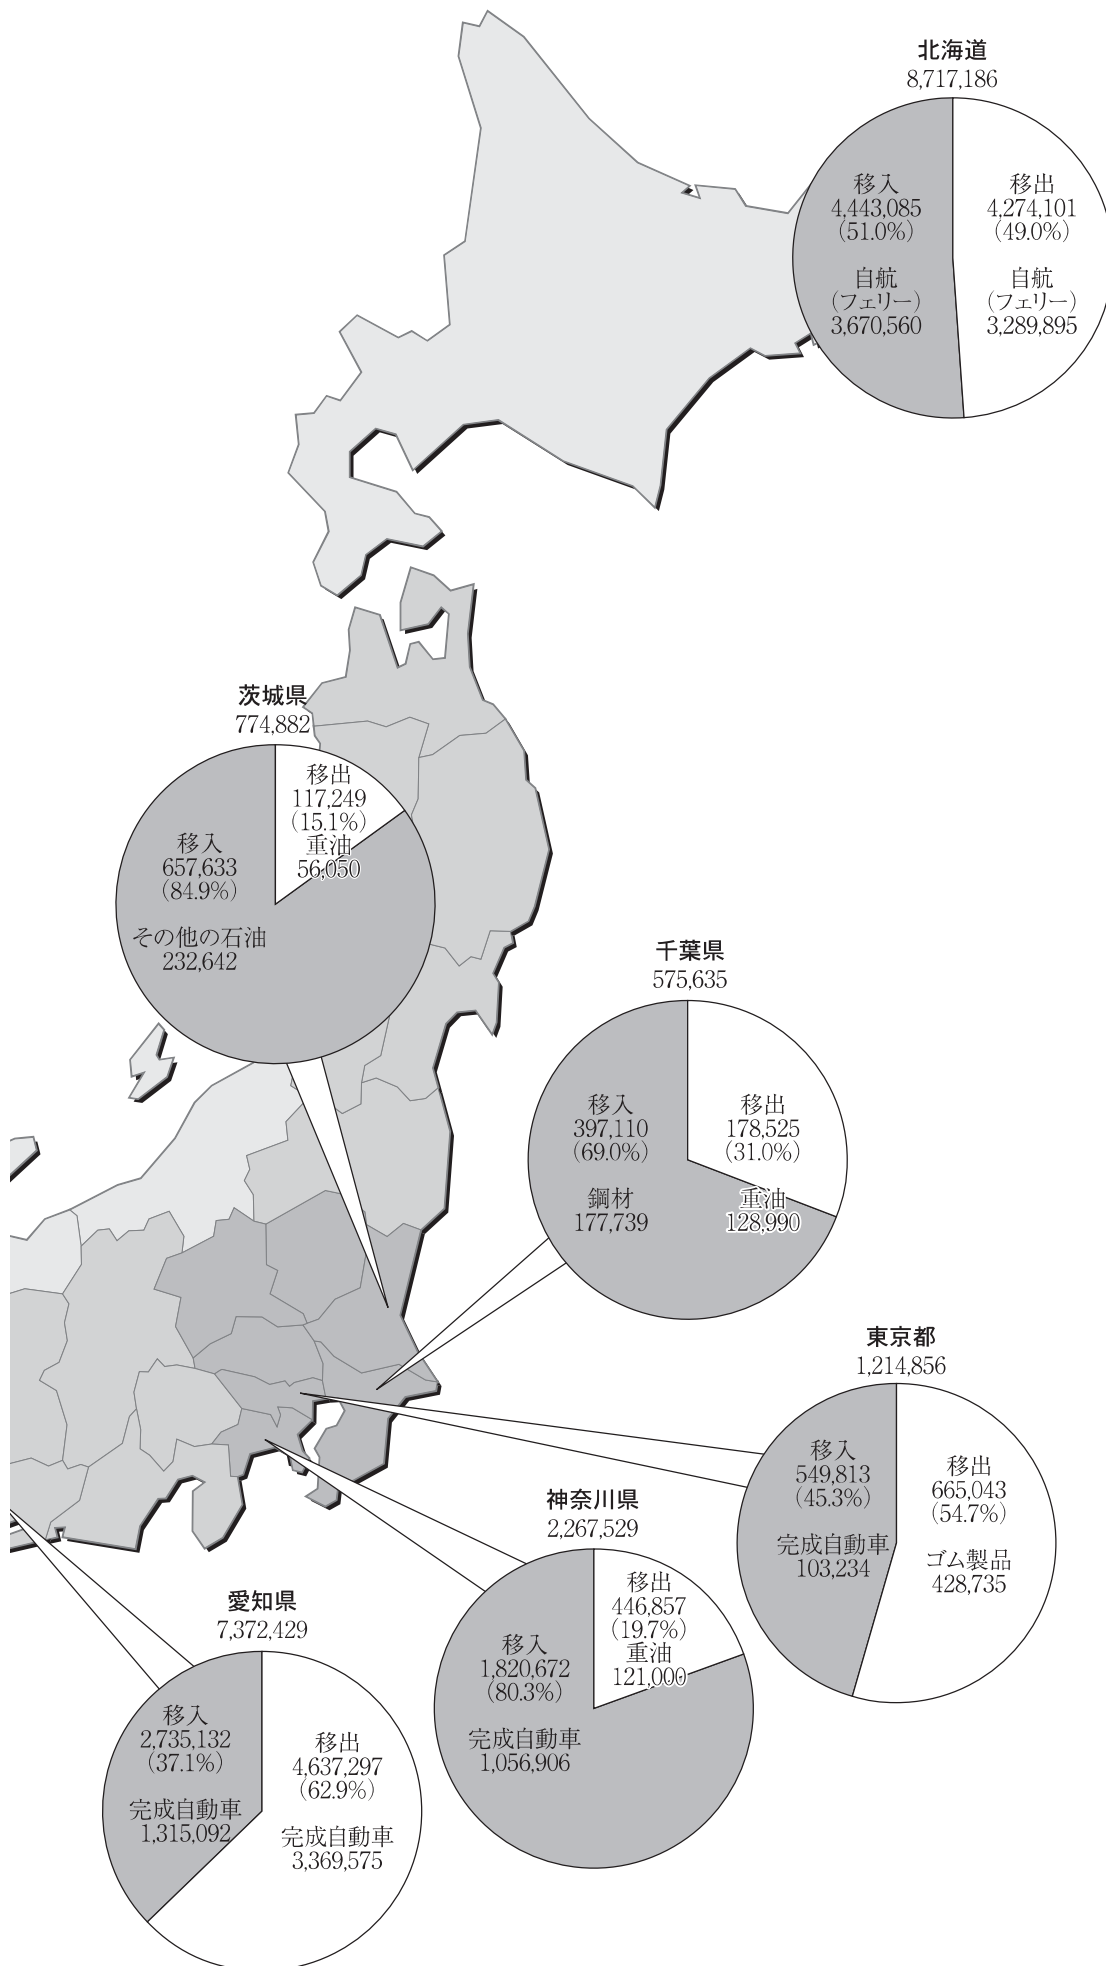 北海道
8,717,186
移入
4,443,085
(51.0%)
自航
(フェリー)
3,670,560
移出
4,274,101
(49.0%)
自航
(フェリー)
3,289,895
茨城県
774,882
移出
117,249
(15.1%)
重油
56,050
移入
657,633
(84.9%)
その他の石油
232,642
千葉県
575,635
移入
397,110
(69.0%)
鋼材
177,739
移出
178,525
(31.0%)
重油
128,990
東京都
1,214,856
移入
549,813
(45.3%)
完成自動車
103,234
移出
665,043
(54.7%)
ゴム製品
428,735
神奈川県
2,267,529
移出
446,857
(19.7%)
重油
121,000
移入
1,820,672
(80.3%)
完成自動車
1,056,906
愛知県
7,372,429
移入
2,735,132
(37.1%)
完成自動車
1,315,092
移出
4,637,297
(62.9%)
完成自動車
3,369,575